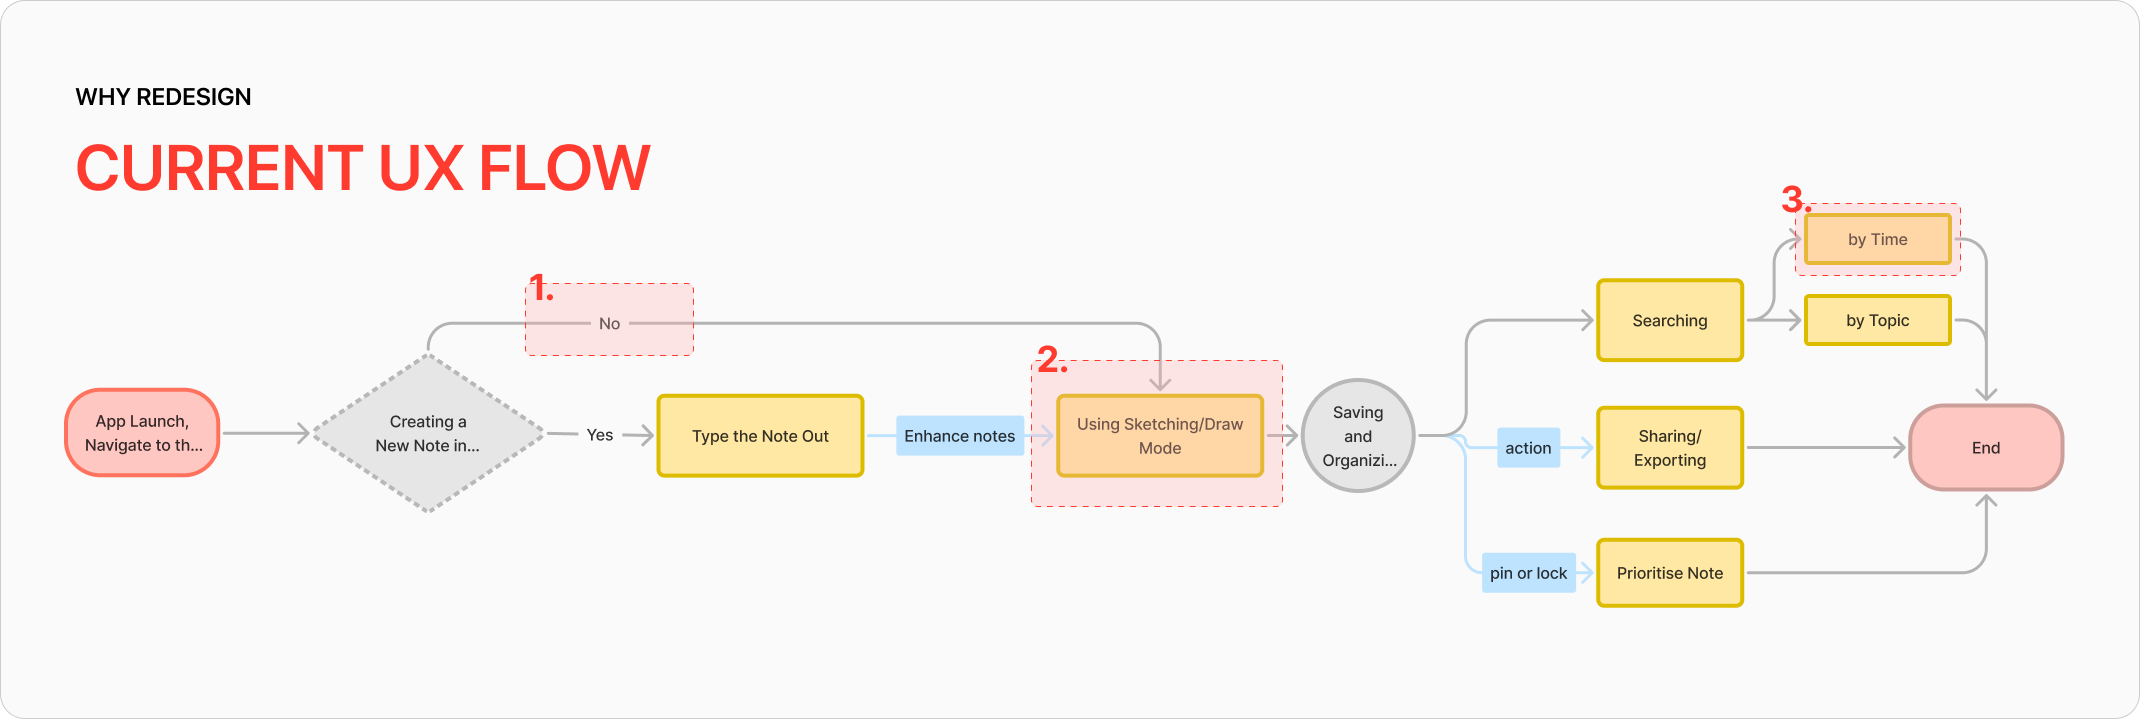 WHY REDESIGN
CURRENT UX FLOW
App Launch,
Navigate to th...
Creating a
New Note in...
1.
No
Yes
Type the Note Out
Enhance notes
2.
Using Sketching/Draw
Mode
Saving
and
Organizi...
Searching
3.
by Time
by Topic
action
Sharing/
Exporting
pin or lock
Prioritise Note
End